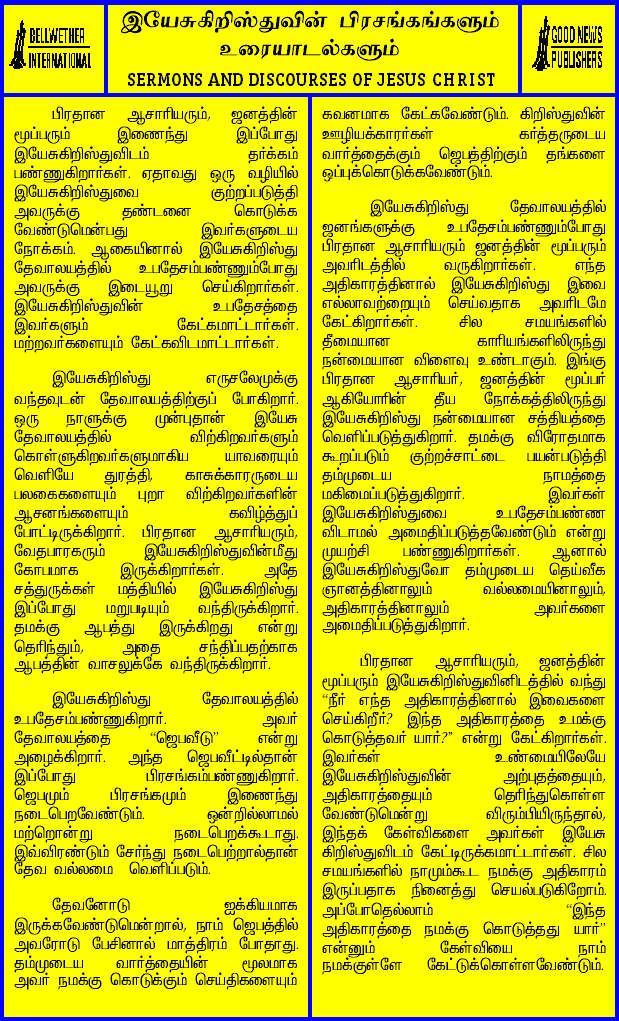 BELLWETHER
INTERNATIONAL
இயேசுகிறிஸ்துவின் பிரசங்கங்களும்
உரையாடல்களும்
SERMONS AND DISCOURSES OF JESUS CHRIST
GOOD NEWS
PUBLISHERS
பிரதான ஆசாரியரும், ஜனத்தின்
மூப்பரும் இணைந்து இப்போது
இயேசுகிறிஸ்துவிடம் தர்க்கம்
பண்ணுகிறார்கள். ஏதாவது ஒரு வழியில்
இயேசுகிறிஸ்துவை குற்றப்படுத்தி
அவருக்கு தண்டனை கொடுக்க
வேண்டுமென்பது இவர்களுடைய
நோக்கம். ஆகையினால் இயேசுகிறிஸ்து
தேவாலயத்தில் உபதேசம்பண்ணும்போது
அவருக்கு இடையூறு செய்கிறார்கள்.
இயேசுகிறிஸ்துவின் உபதேசத்தை
இவர்களும் கேட்கமாட்டார்கள்.
மற்றவர்களையும் கேட்கவிடமாட்டார்கள்.
இயேசுகிறிஸ்து எருசலேமுக்கு
வந்தவுடன் தேவாலயத்திற்குப் போகிறார்.
ஒரு நாளுக்கு முன்புதான் இயேசு
தேவாலயத்தில் விற்கிறவர்களும்
கொள்ளுகிறவர்களுமாகிய யாவரையும்
வெளியே துரத்தி, காசுக்காரருடைய
பலகைகளையும் புறா விற்கிறவர்களின்
ஆசனங்களையும் கவிழ்த்துப்
போட்டிருக்கிறார். பிரதான ஆசாரியரும்,
வேதபாரகரும் இயேசுகிறிஸ்துவின்மீது
கோபமாக இருக்கிறார்கள். அதே
சத்துருக்கள் மத்தியில் இயேசுகிறிஸ்து
இப்போது மறுபடியும் வந்திருக்கிறார்.
தமக்கு ஆபத்து இருக்கிறது என்று
தெரிந்தும், அதை சந்திப்பதற்காக
ஆபத்தின் வாசலுக்கே வந்திருக்கிறார்.
இயேசுகிறிஸ்து தேவாலயத்தில்
உபதேசம்பண்ணுகிறார். அவர்
தேவாலயத்தை “ஜெபவீடு” என்று
அழைக்கிறார். அந்த ஜெபவீட்டில்தான்
இப்போது பிரசங்கம்பண்ணுகிறார்.
ஜெபமும் பிரசங்கமும் இணைந்து
நடைபெறவேண்டும். ஒன்றில்லாமல்
மற்றொன்று நடைபெறக்கூடாது.
இவ்விரண்டும் சேர்ந்து நடைபெற்றால்தான்
தேவ வல்லமை வெளிப்படும்.
தேவனோடு ஐக்கியமாக
இருக்கவேண்டுமென்றால், நாம் ஜெபத்தில்
அவரோடு பேசினால் மாத்திரம் போதாது.
தம்முடைய வார்த்தையின் மூலமாக
அவர் நமக்கு கொடுக்கும் செய்திகளையும்
கவனமாக கேட்கவேண்டும். கிறிஸ்துவின்
ஊழியக்காரர்கள் கர்த்தருடைய
வார்த்தைக்கும் ஜெபத்திற்கும் தங்களை
ஒப்புக்கொடுக்கவேண்டும்.
இயேசுகிறிஸ்து தேவாலயத்தில்
ஜனங்களுக்கு உபதேசம்பண்ணும்போது
பிரதான ஆசாரியரும் ஜனத்தின் மூப்பரும்
அவரிடத்தில் வருகிறார்கள். எந்த
அதிகாரத்தினால் இயேசுகிறிஸ்து இவை
எல்லாவற்றையும் செய்வதாக அவரிடமே
கேட்கிறார்கள். சில சமயங்களில்
தீமையான காரியங்களிலிருந்து
நன்மையான விளைவு உண்டாகும். இங்கு
பிரதான ஆசாரியர், ஜனத்தின் மூப்பர்
ஆகியோரின் தீய நோக்கத்திலிருந்து
இயேசுகிறிஸ்து நன்மையான சத்தியத்தை
வெளிப்படுத்துகிறார். தமக்கு விரோதமாக
கூறப்படும் குற்றச்சாட்டை பயன்படுத்தி
தம்முடைய நாமத்தை
மகிமைப்படுத்துகிறார். இவர்கள்
இயேசுகிறிஸ்துவை உபதேசம்பண்ண
விடாமல் அமைதிப்படுத்தவேண்டும் என்று
முயற்சி பண்ணுகிறார்கள். ஆனால்
இயேசுகிறிஸ்துவோ தம்முடைய தெய்வீக
ஞானத்தினாலும் வல்லமையினாலும்,
அதிகாரத்தினாலும் அவர்களை
அமைதிப்படுத்துகிறார்.
பிரதான ஆசாரியரும், ஜனத்தின்
மூப்பரும் இயேசுகிறிஸ்துவினிடத்தில் வந்து
“நீர் எந்த அதிகாரத்தினால் இவைகளை
செய்கிறீர்? இந்த அதிகாரத்தை உமக்கு
கொடுத்தவர் யார்?” என்று கேட்கிறார்கள்.
இவர்கள் உண்மையிலேயே
இயேசுகிறிஸ்துவின் அற்புதத்தையும்,
அதிகாரத்தையும் தெரிந்துகொள்ள
வேண்டுமென்று விரும்பியிருந்தால்,
இந்தக் கேள்விகளை அவர்கள் இயேசு
கிறிஸ்துவிடம் கேட்டிருக்கமாட்டார்கள். சில
சமயங்களில் நாமும்கூட நமக்கு அதிகாரம்
இருப்பதாக நினைத்து செயல்படுகிறோம்.
அப்போதெல்லாம் “இந்த
அதிகாரத்தை நமக்கு கொடுத்தது யார்”
என்னும் கேள்வியை நாம்
நமக்குள்ளே கேட்டுக்கொள்ளவேண்டும்.